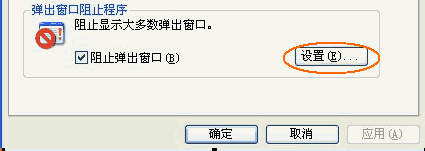 弹出窗口阻止程序
阻止显示大多数弹出窗口。
阻止弹出窗口(B)
设置(E)...
确定
取消
应用(A)